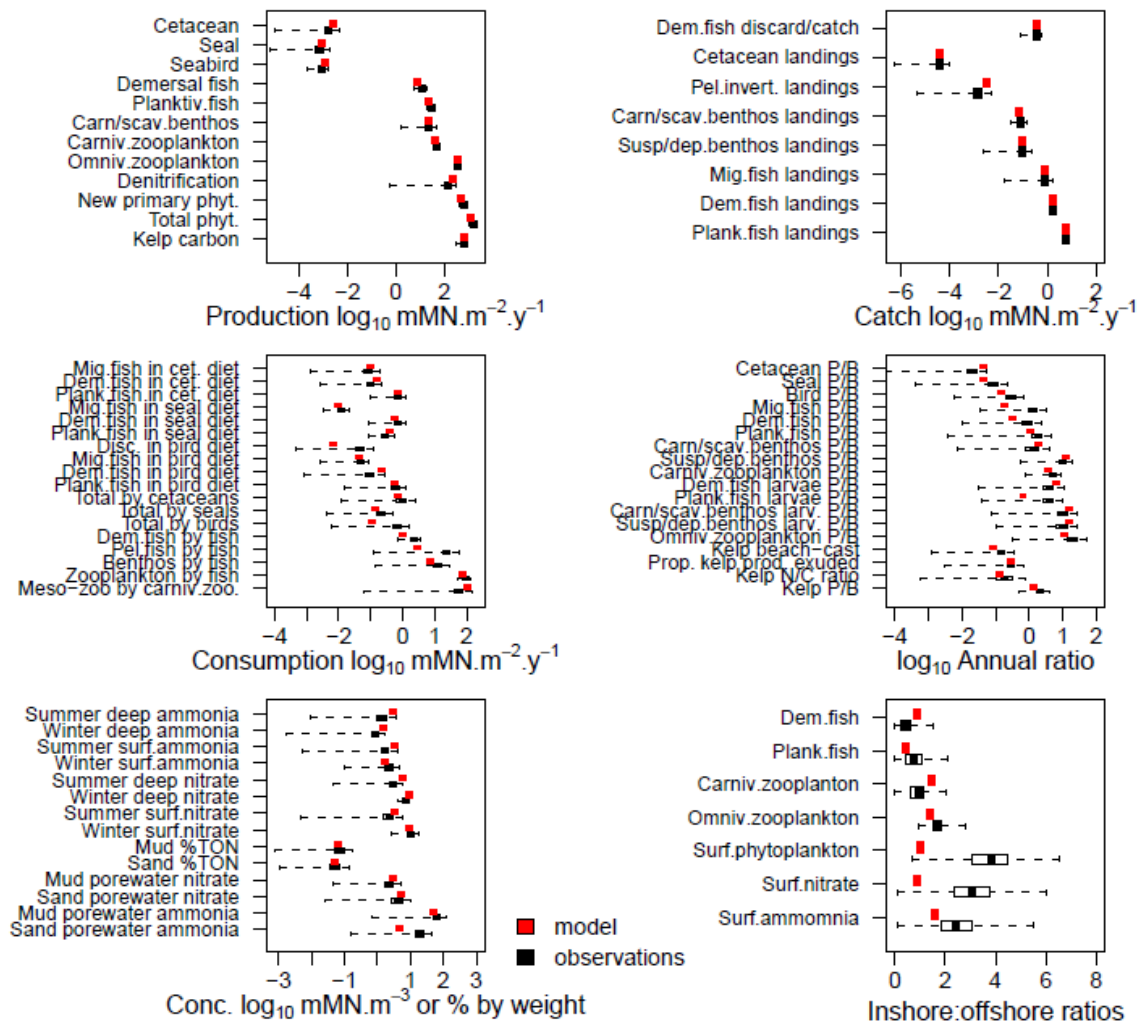 Cetacean
Seal
Seabird
Demersal fish
Planktiv.fish
Carn/scav.benthos
Carniv.zooplankton
Omniv.zooplankton
Denitrification
New primary phyt.
Total phyt.
Kelp carbon
−4 −2 0 2
Production log₁₀ mMN.m⁻².y⁻¹
Dem.fish discard/catch
Cetacean landings
Pel.invert. landings
Carn/scav.benthos landings
Susp/dep.benthos landings
Mig.fish landings
Dem.fish landings
Plank.fish landings
−6 −4 −2 0 2
Catch log₁₀ mMN.m⁻².y⁻¹
Mig.fish in cet. diet
Dem.fish in cet. diet
Plank.fish in cet. diet
Mig.fish in seal diet
Dem.fish in seal diet
Plank.fish in seal diet
Disc. in bird diet
Mig.fish in bird diet
Dem.fish in bird diet
Plank.fish in bird diet
Total by cetaceans
Total by seals
Total by birds
Dem.fish by fish
Pel.fish by fish
Benthos by fish
Zooplankton by fish
Meso−zoo by carniv.zoo.
−4 −2 0 1 2
Consumption log₁₀ mMN.m⁻².y⁻¹
Cetacean P/B
Seal P/B
Bird P/B
Mig.fish P/B
Dem.fish P/B
Plank.fish P/B
Carn/scav.benthos P/B
Susp/dep.benthos P/B
Carniv.zooplankton P/B
Dem.fish larvae P/B
Plank.fish larvae P/B
Carn/scav.benthos larv. P/B
Susp/dep.benthos larv. P/B
Omniv.zooplankton P/B
Kelp beach−cast
Prop. kelp prod. exuded
Kelp N/C ratio
Kelp P/B
−4 −2 0 1 2
log₁₀ Annual ratio
Summer deep ammonia
Winter deep ammonia
Summer surf.ammonia
Winter surf.ammonia
Summer deep nitrate
Winter deep nitrate
Summer surf.nitrate
Winter surf.nitrate
Mud %TON
Sand %TON
Mud porewater nitrate
Sand porewater nitrate
Mud porewater ammonia
Sand porewater ammonia
−3 −1 0 1 2 3
Conc. log₁₀ mMN.m⁻³ or % by weight
model
observations
Dem.fish
Plank.fish
Carniv.zooplanton
Omniv.zooplankton
Surf.phytoplankton
Surf.nitrate
Surf.ammomnia
0 2 4 6 8
Inshore:offshore ratios